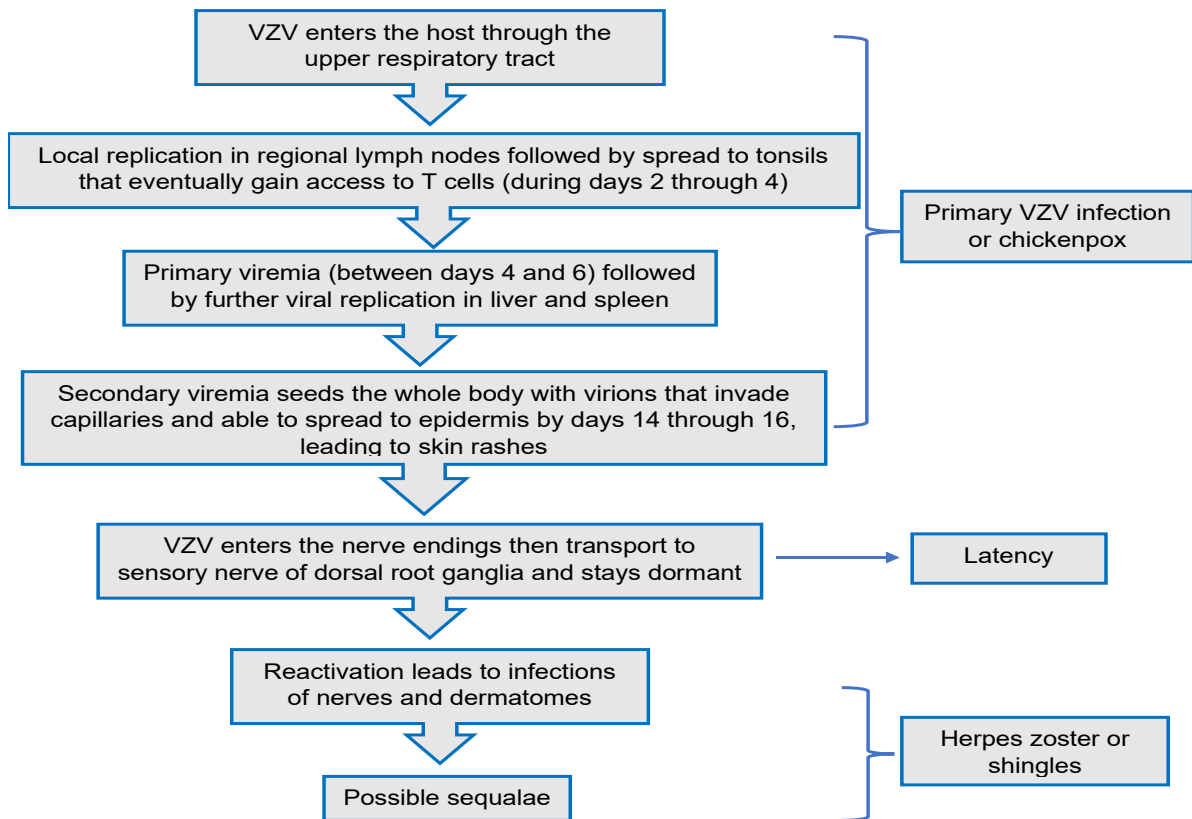 VZV enters the host through the
upper respiratory tract
Local replication in regional lymph nodes followed by spread to tonsils
that eventually gain access to T cells (during days 2 through 4)
Primary VZV infection
or chickenpox
Primary viremia (between days 4 and 6) followed
by further viral replication in liver and spleen
Secondary viremia seeds the whole body with virions that invade
capillaries and able to spread to epidermis by days 14 through 16,
leading to skin rashes
VZV enters the nerve endings then transport to
sensory nerve of dorsal root ganglia and stays dormant
Latency
Reactivation leads to infections
of nerves and dermatomes
Herpes zoster or
shingles
Possible sequalae